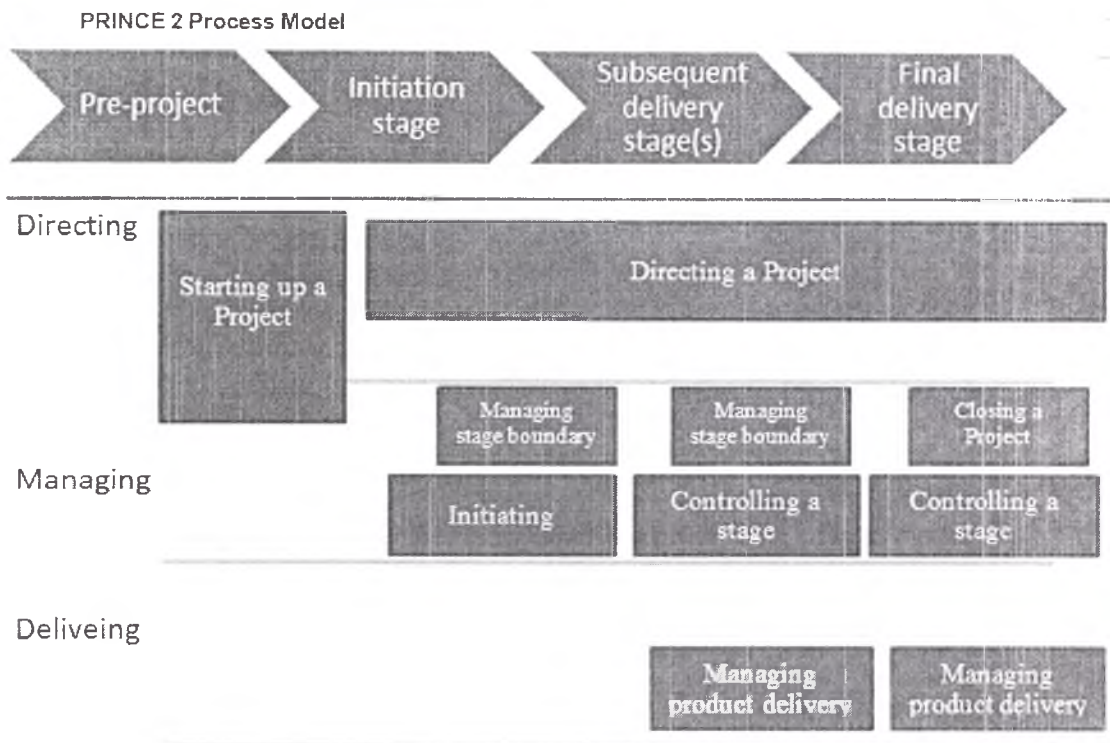 PRINCE 2 Process Model
Pre-project
Initiation
stage
Subsequent
delivery
stage(s)
Final
delivery
stage
Directing
Starting up a
Project
Directing a Project
Managing
stage boundary
Managing
stage boundary
Closing a
Project
Managing
Initiating
Controlling a
stage
Controlling a
stage
Deliveing
Managing
product delivery
Managing
product delivery